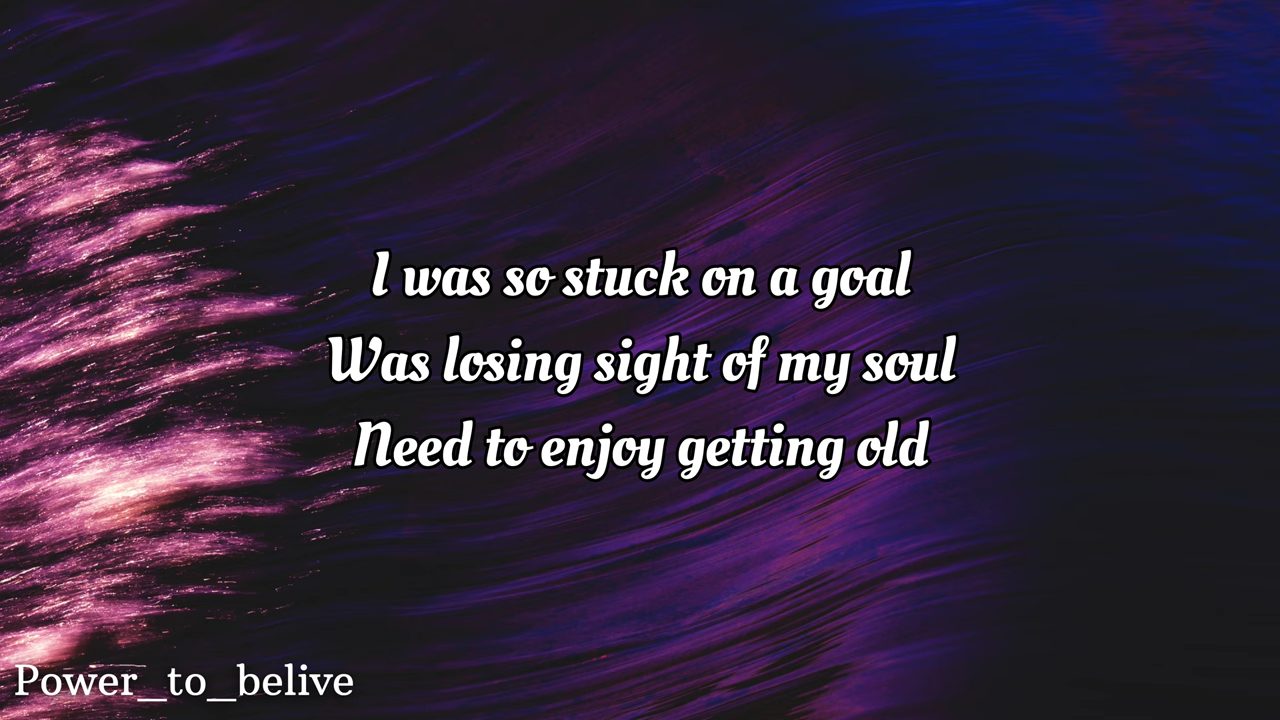 I was so stuck on a goal
Was losing sight of my soul
Need to enjoy getting old
Power_to_belive